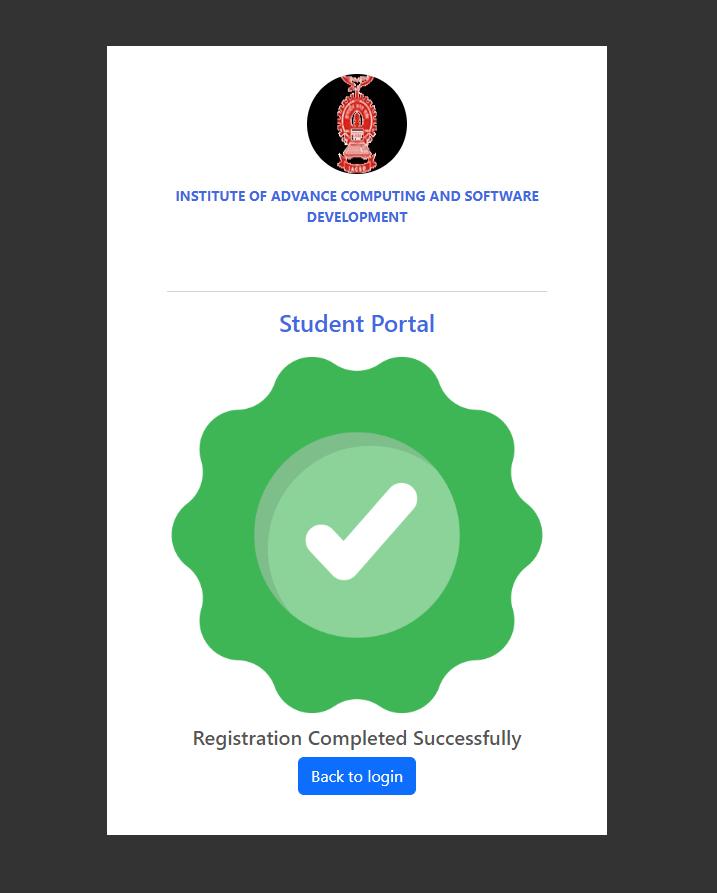 INSTITUTE OF ADVANCE COMPUTING AND SOFTWARE
DEVELOPMENT
Student Portal
Registration Completed Successfully
Back to login